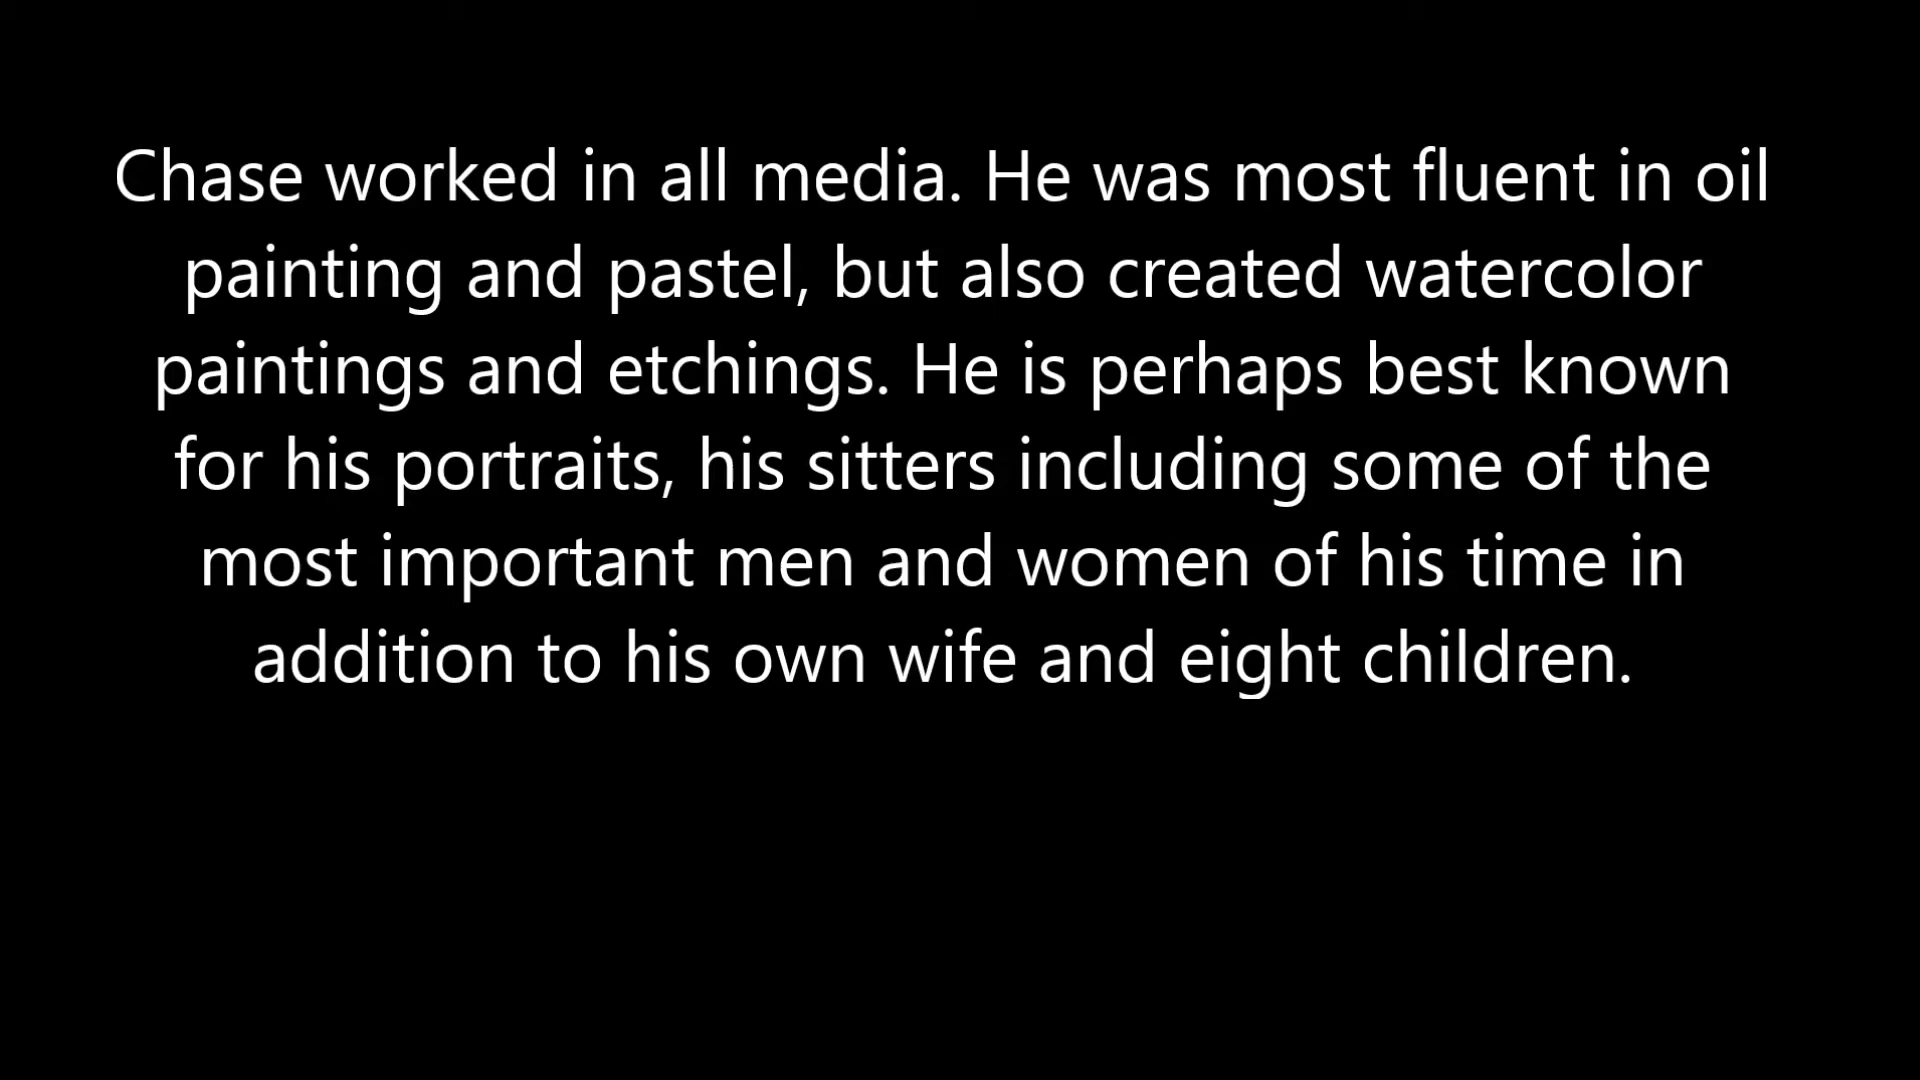 Chase worked in all media. He was most fluent in oil
painting and pastel, but also created watercolor
paintings and etchings. He is perhaps best known
for his portraits, his sitters including some of the
most important men and women of his time in
addition to his own wife and eight children.